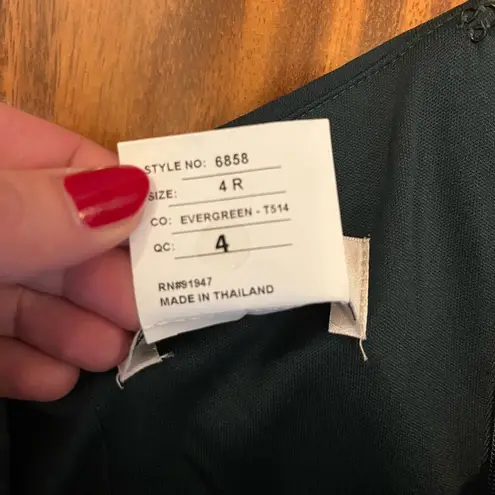 STYLE NO: 6858
SIZE: 4 R
CO: EVERGREEN - T514
QC: 4
RN#91947
MADE IN THAILAND